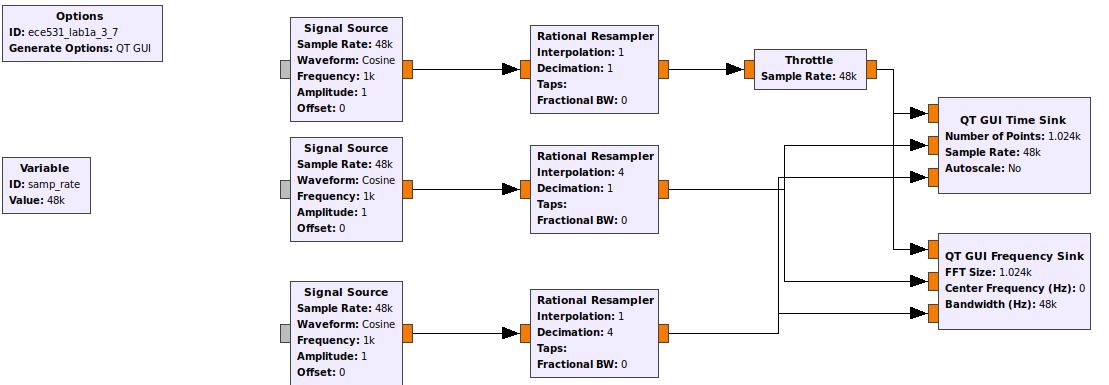 Options
ID: ece531_lab1a_3_7
Generate Options: QT GUI
Variable
ID: samp_rate
Value: 48k
Signal Source
Sample Rate: 48k
Waveform: Cosine
Frequency: 1k
Amplitude: 1
Offset: 0
Rational Resampler
Interpolation: 1
Decimation: 1
Taps:
Fractional BW: 0
Throttle
Sample Rate: 48k
Signal Source
Sample Rate: 48k
Waveform: Cosine
Frequency: 1k
Amplitude: 1
Offset: 0
Rational Resampler
Interpolation: 4
Decimation: 1
Taps:
Fractional BW: 0
Signal Source
Sample Rate: 48k
Waveform: Cosine
Frequency: 1k
Amplitude: 1
Offset: 0
Rational Resampler
Interpolation: 1
Decimation: 4
Taps:
Fractional BW: 0
QT GUI Time Sink
Number of Points: 1.024k
Sample Rate: 48k
Autoscale: No
QT GUI Frequency Sink
FFT Size: 1.024k
Center Frequency (Hz): 0
Bandwidth (Hz): 48k